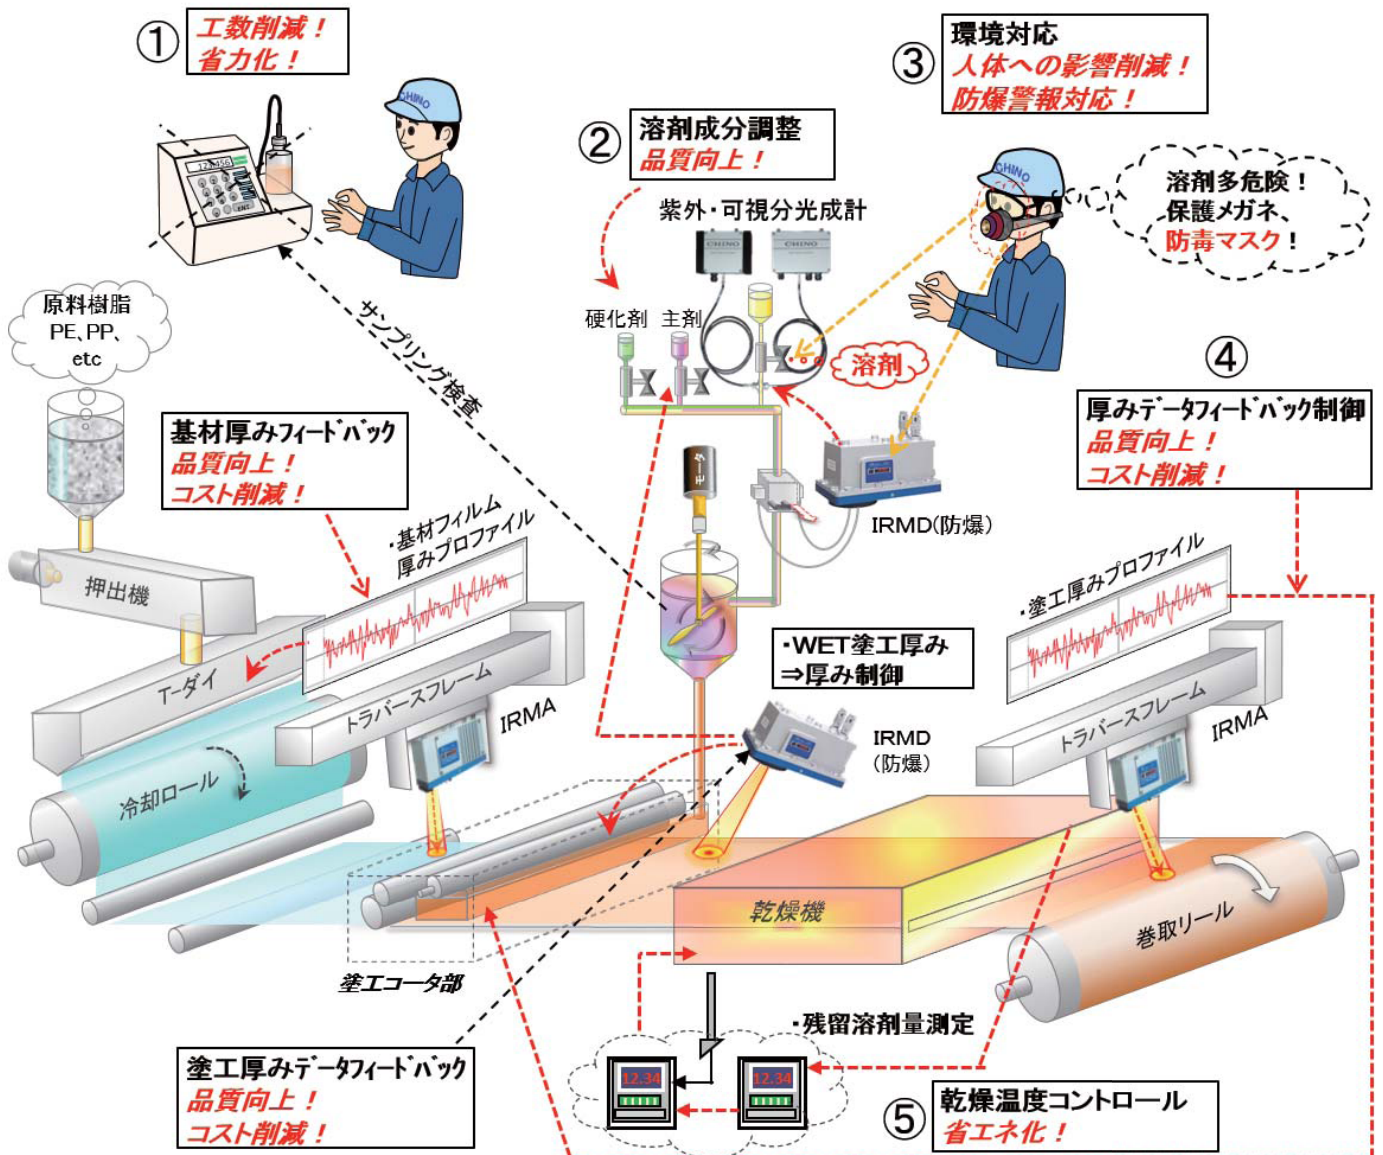 ①
工数削減！
省力化！
CHINO
123.456
ENT
②
溶剤成分調整
品質向上！
③
環境対応
人体への影響削減！
防爆警報対応！
CHINO
溶剤多危険！
保護メガネ、
防毒マスク！
紫外・可視分光成計
CHINO
CHINO
硬化剤
主剤
溶剤
原料樹脂
PE、PP、
etc
サンプリング検査
④
厚みデータフィードバック制御
品質向上！
コスト削減！
基材厚みフィードバック
品質向上！
コスト削減！
モータ
IRMD(防爆)
・基材フィルム
厚みプロファイル
・塗工厚みプロファイル
押出機
T-ダイ
トラバースフレーム
IRMA
冷却ロール
・WET塗工厚み
⇒厚み制御
IRMD
(防爆)
トラバースフレーム
IRMA
乾燥機
巻取リール
塗工コータ部
・残留溶剤量測定
12.34
12.34
塗工厚みデータフィードバック
品質向上！
コスト削減！
⑤
乾燥温度コントロール
省エネ化！